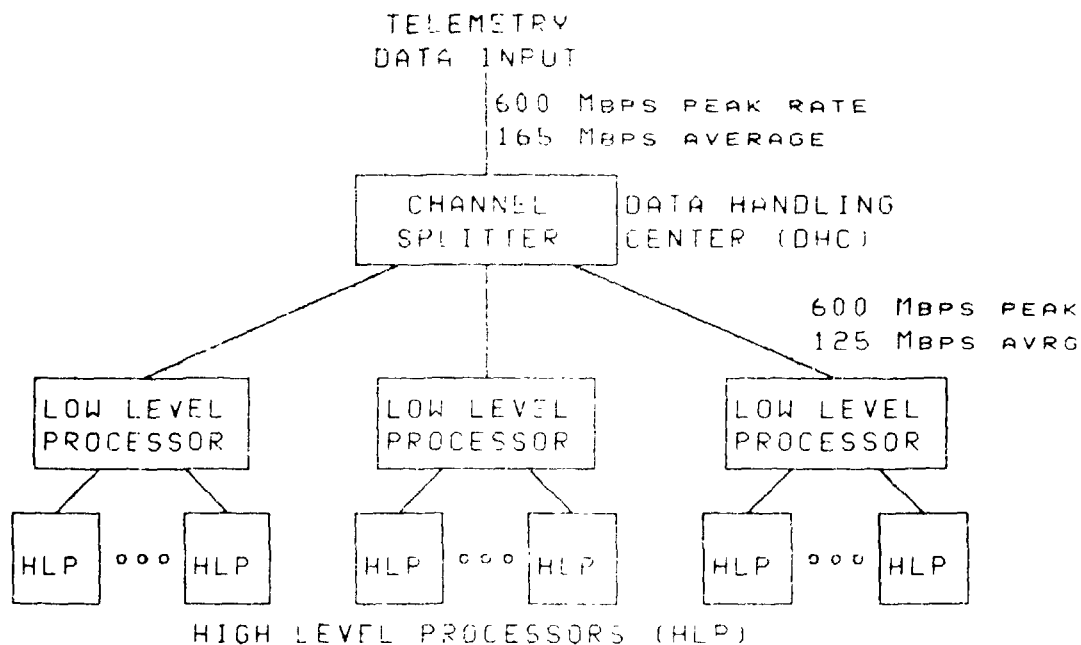 TELEMETRY
DATA INPUT
600 MBPS PEAK RATE
165 MBPS AVERAGE
CHANNEL
SPLITTER
DATA HANDLING
CENTER (DHC)
600 MBPS PEAK
125 MBPS AVRG
LOW LEVEL
PROCESSOR
LOW LEVEL
PROCESSOR
LOW LEVEL
PROCESSOR
HLP
HLP
HLP
HLP
HLP
HLP
HIGH LEVEL PROCESSORS (HLP)